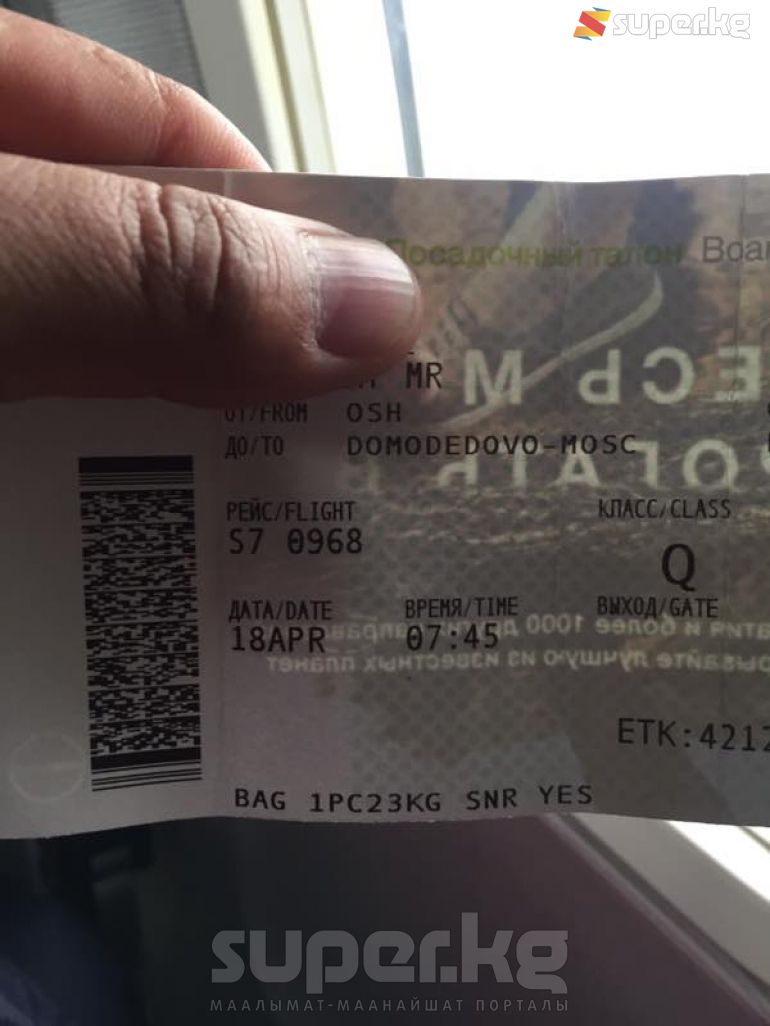 super.kg
Посадочный талон Boar
MR
ОТ/FROM OSH
ДО/TO DOMODEDOVO-MOSC
РЕЙС/FLIGHT КЛАСС/CLASS
S7 0968 Q
ДАТА/DATE ВРЕМЯ/TIME ВЫХОД/GATE
18APR 07:45
ETK:4212
BAG 1PC23KG SNR YES
super.kg
МААЛЫМАТ-МААНАЙШАТ ПОРТАЛЫ